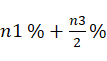 n1 % + n3/2 %